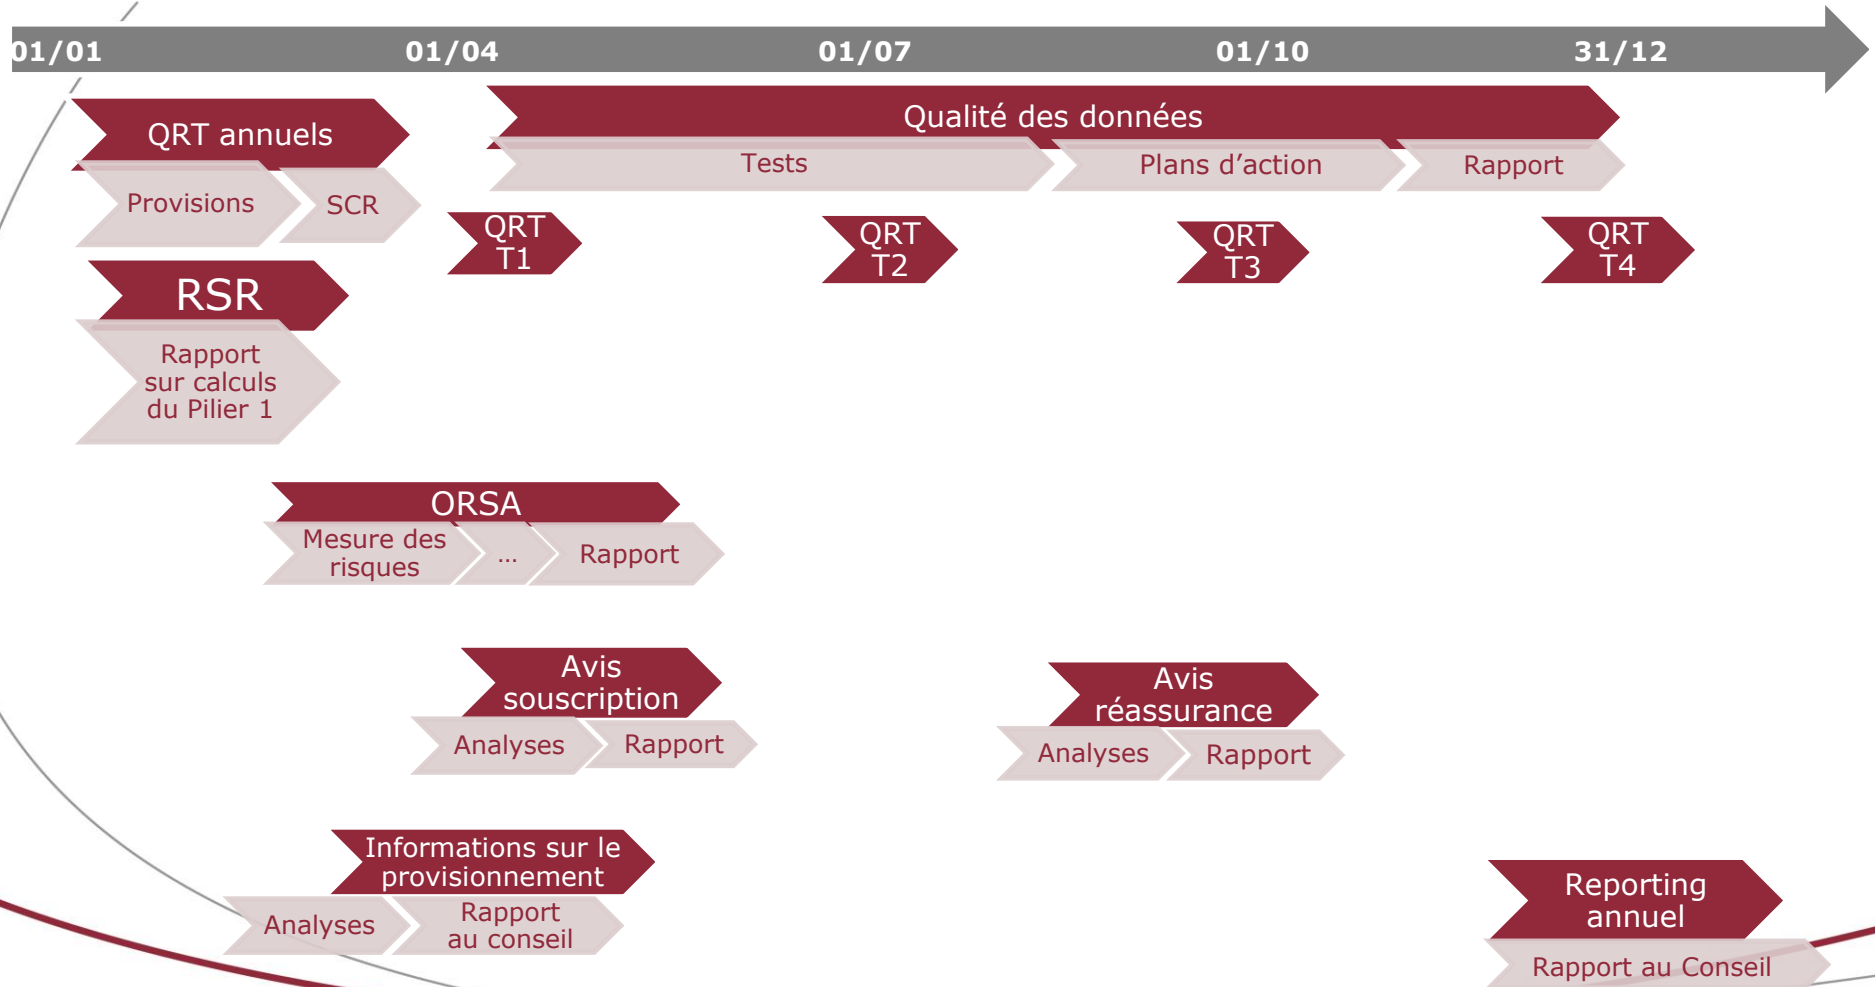 01/01 01/04 01/07 01/10 31/12
QRT annuels
Provisions
SCR
Qualité des données
Tests
Plans d’action
Rapport
QRT
T1
QRT
T2
QRT
T3
QRT
T4
RSR
Rapport
sur calculs
du Pilier 1
ORSA
Mesure des
risques
...
Rapport
Avis
souscription
Analyses
Rapport
Avis
réassurance
Analyses
Rapport
Informations sur le
provisionnement
Analyses
Rapport
au conseil
Reporting
annuel
Rapport au Conseil